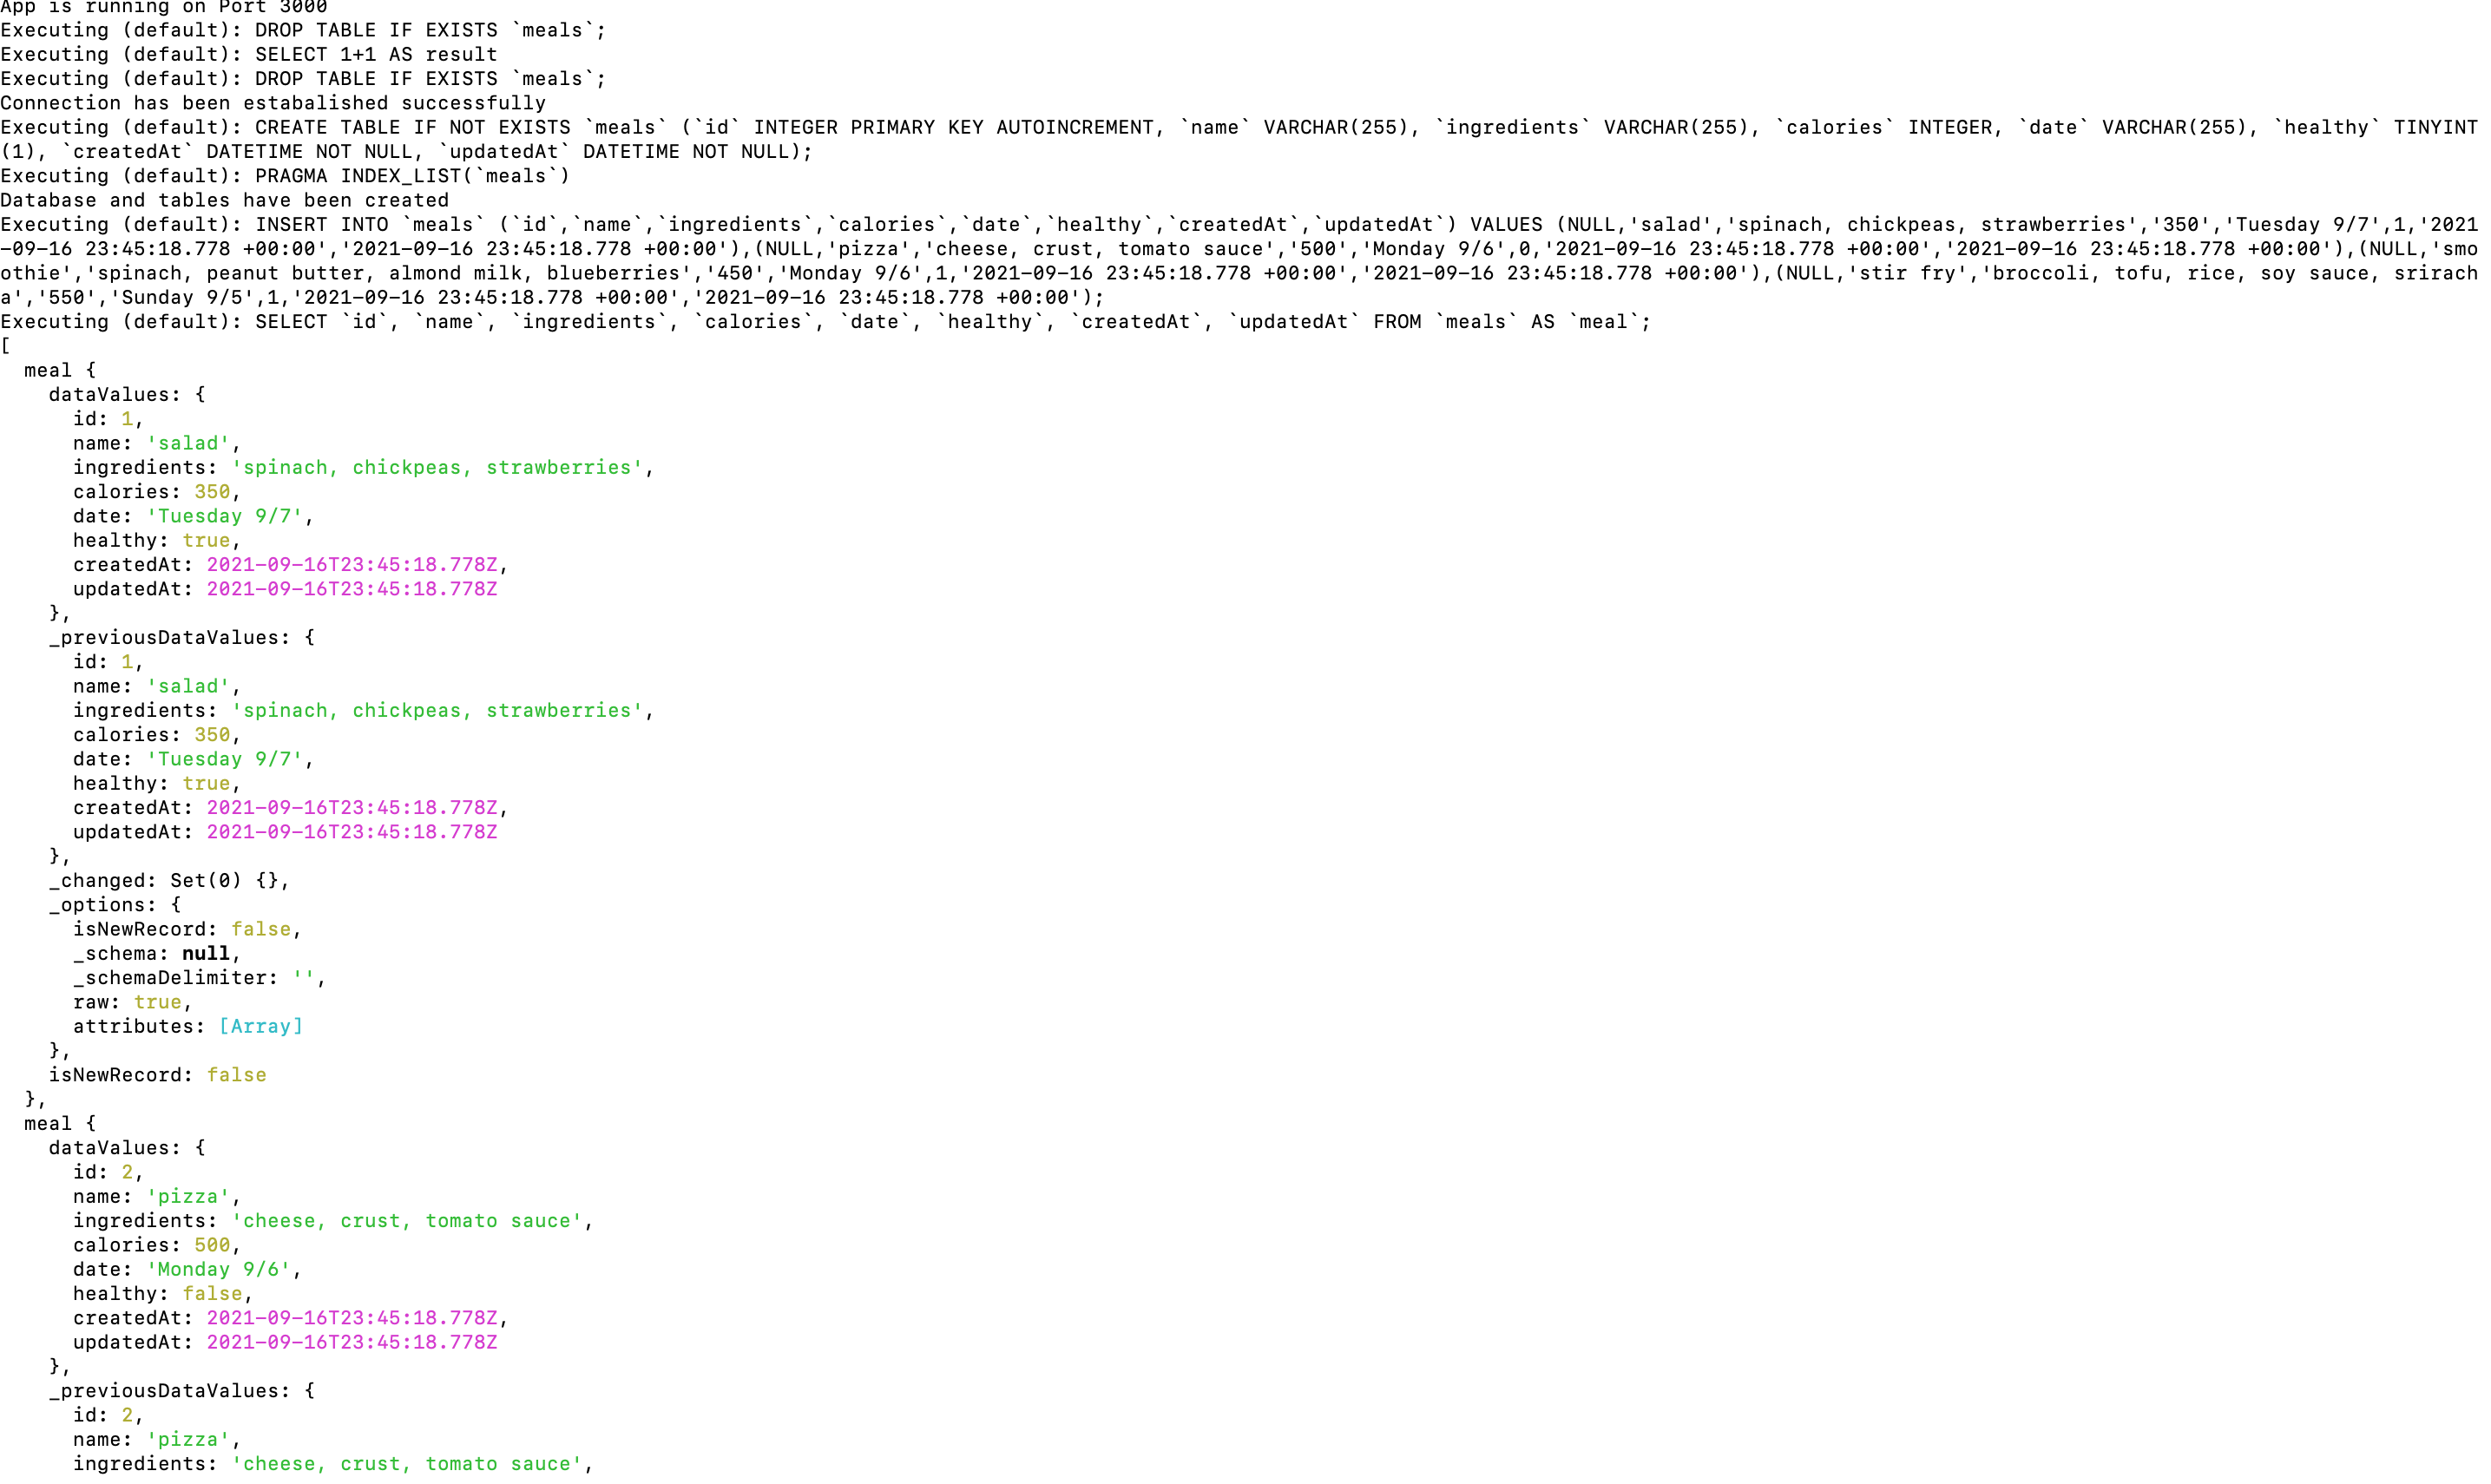 App is running on Port 3000
Executing (default): DROP TABLE IF EXISTS `meals`;
Executing (default): SELECT 1+1 AS result
Executing (default): DROP TABLE IF EXISTS `meals`;
Connection has been estabalished successfully
Executing (default): CREATE TABLE IF NOT EXISTS `meals` (`id` INTEGER PRIMARY KEY AUTOINCREMENT, `name` VARCHAR(255), `ingredients` VARCHAR(255), `calories` INTEGER, `date` VARCHAR(255), `healthy` TINYINT
(1), `createdAt` DATETIME NOT NULL, `updatedAt` DATETIME NOT NULL);
Executing (default): PRAGMA INDEX_LIST(`meals`)
Database and tables have been created
Executing (default): INSERT INTO `meals` (`id`,`name`,`ingredients`,`calories`,`date`,`healthy`,`createdAt`,`updatedAt`) VALUES (NULL,'salad','spinach, chickpeas, strawberries','350','Tuesday 9/7',1,'2021
-09-16 23:45:18.778 +00:00','2021-09-16 23:45:18.778 +00:00'),(NULL,'pizza','cheese, crust, tomato sauce','500','Monday 9/6',0,'2021-09-16 23:45:18.778 +00:00','2021-09-16 23:45:18.778 +00:00'),(NULL,'smo
othie','spinach, peanut butter, almond milk, blueberries','450','Monday 9/6',1,'2021-09-16 23:45:18.778 +00:00','2021-09-16 23:45:18.778 +00:00'),(NULL,'stir fry','broccoli, tofu, rice, soy sauce, srirach
a','550','Sunday 9/5',1,'2021-09-16 23:45:18.778 +00:00','2021-09-16 23:45:18.778 +00:00');
Executing (default): SELECT `id`, `name`, `ingredients`, `calories`, `date`, `healthy`, `createdAt`, `updatedAt` FROM `meals` AS `meal`;
[
  meal {
    dataValues: {
      id: 1,
      name: 'salad',
      ingredients: 'spinach, chickpeas, strawberries',
      calories: 350,
      date: 'Tuesday 9/7',
      healthy: true,
      createdAt: 2021-09-16T23:45:18.778Z,
      updatedAt: 2021-09-16T23:45:18.778Z
    },
    _previousDataValues: {
      id: 1,
      name: 'salad',
      ingredients: 'spinach, chickpeas, strawberries',
      calories: 350,
      date: 'Tuesday 9/7',
      healthy: true,
      createdAt: 2021-09-16T23:45:18.778Z,
      updatedAt: 2021-09-16T23:45:18.778Z
    },
    _changed: Set(0) {},
    _options: {
      isNewRecord: false,
      _schema: null,
      _schemaDelimiter: '',
      raw: true,
      attributes: [Array]
    },
    isNewRecord: false
  },
  meal {
    dataValues: {
      id: 2,
      name: 'pizza',
      ingredients: 'cheese, crust, tomato sauce',
      calories: 500,
      date: 'Monday 9/6',
      healthy: false,
      createdAt: 2021-09-16T23:45:18.778Z,
      updatedAt: 2021-09-16T23:45:18.778Z
    },
    _previousDataValues: {
      id: 2,
      name: 'pizza',
      ingredients: 'cheese, crust, tomato sauce',